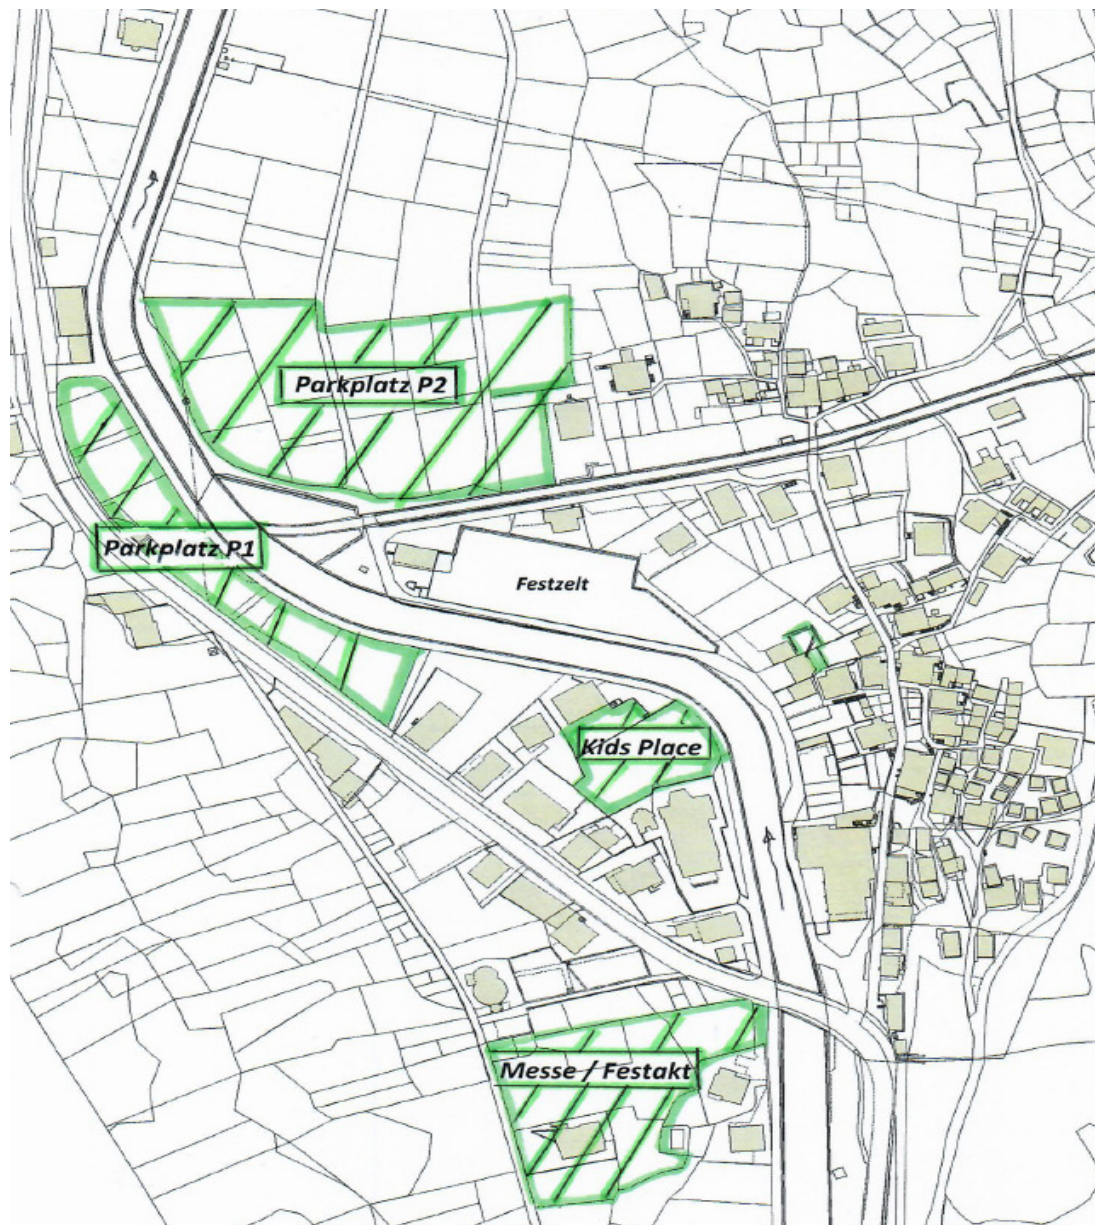 Parkplatz P2
Parkplatz P1
Festzelt
Kids Place
Messe / Festakt